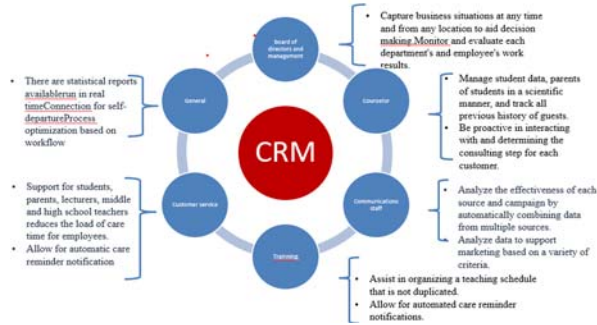 • Capture business situations at any time
and from any location to aid decision
making.Monitor and evaluate each
department's and employee's work
results.
Board of
directors and
management
• There are statistical reports
availablerun in real
timeConnection for self-
departureProcess
optimization based on
workflow
General
Counselor
• Manage student data, parents
of students in a scientific
manner, and track all
previous history of guests.
• Be proactive in interacting
with and determining the
consulting step for each
customer.
CRM
• Support for students,
parents, lecturers, middle
and high school teachers
reduces the load of care
time for employees.
• Allow for automatic care
reminder notification
Customer service
Communications
staff
• Analyze the effectiveness of each
source and campaign by
automatically combining data
from multiple sources.
• Analyze data to support
marketing based on a variety of
criteria.
• Assist in organizing a teaching schedule
that is not duplicated.
• Allow for automated care reminder
notifications.